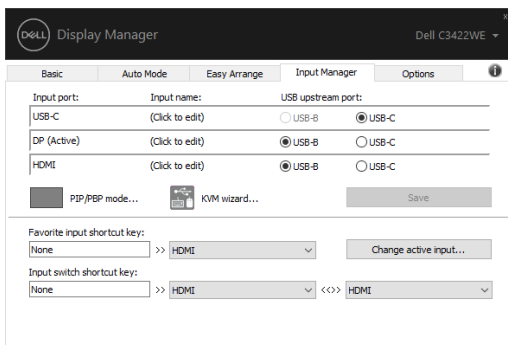 x
DELL Display Manager Dell C3422WE
Basic Auto Mode Easy Arrange Input Manager Options i
Input port: Input name: USB upstream port:
USB-C (Click to edit) USB-B USB-C
DP (Active) (Click to edit) USB-B USB-C
HDMI (Click to edit) USB-B USB-C
PIP/PBP mode... KVM wizard... Save
Favorite input shortcut key:
None >> HDMI Change active input...
Input switch shortcut key:
None >> HDMI <<>> HDMI